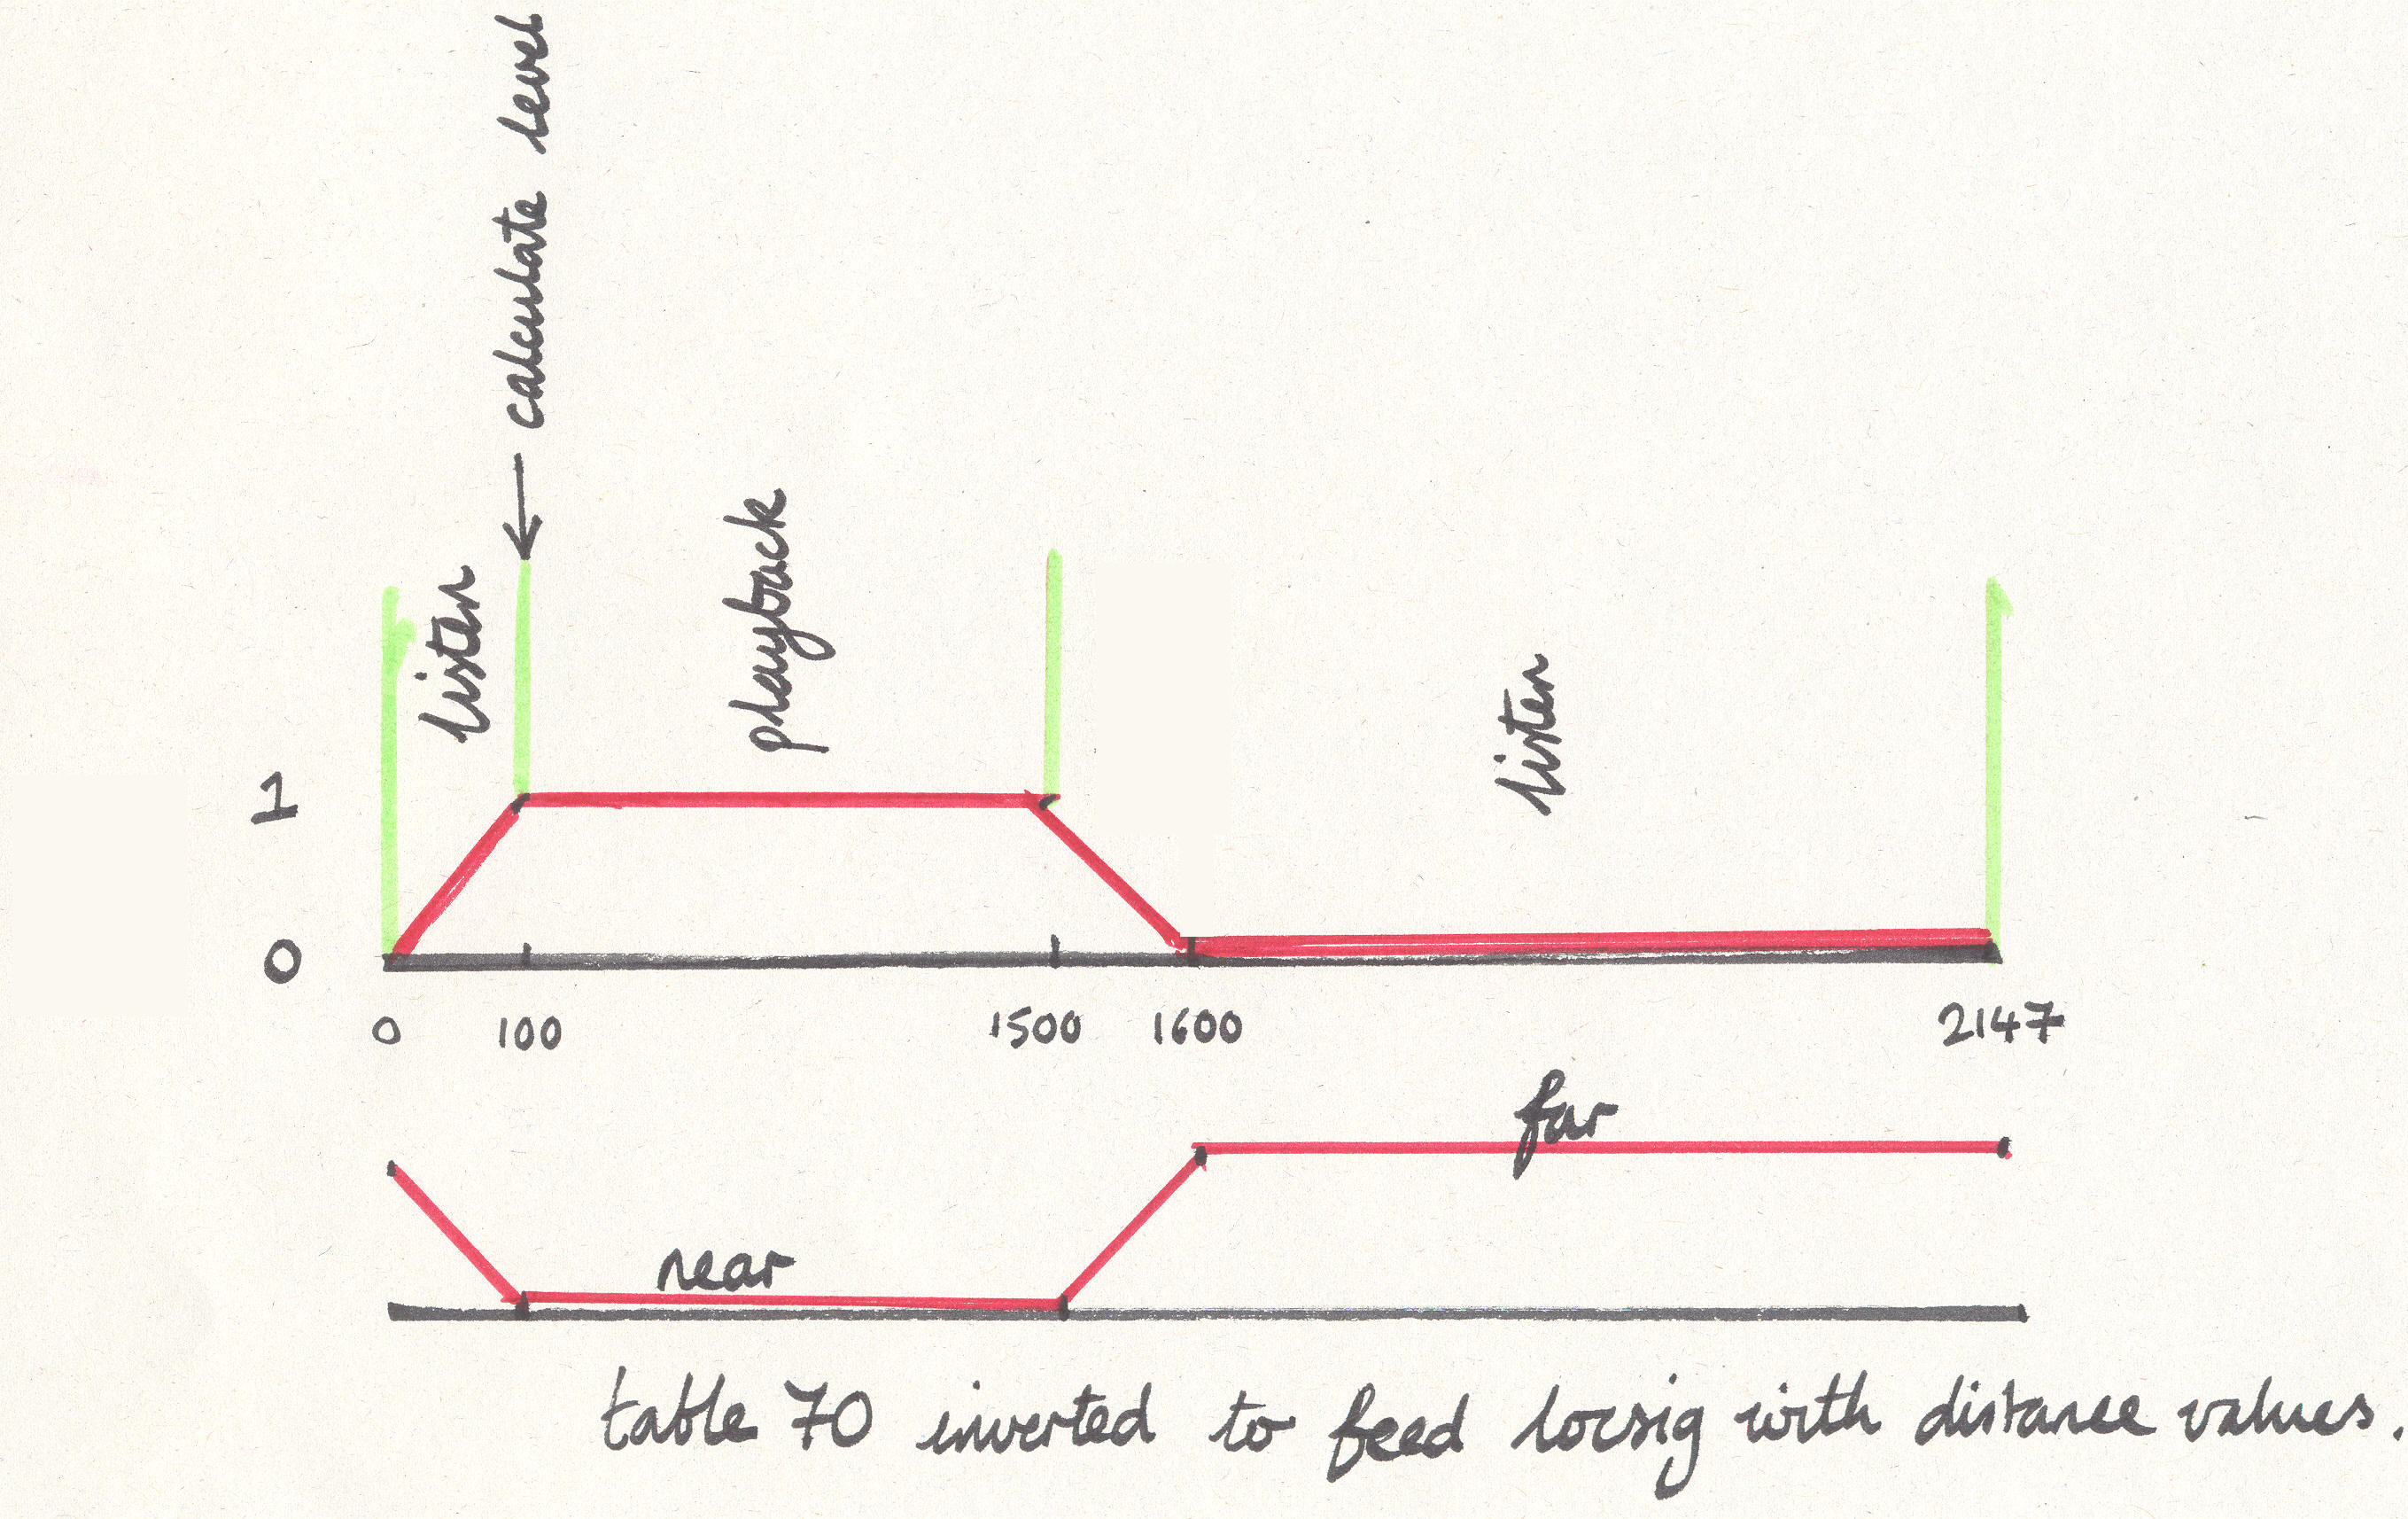 ← calculate level
listen
playback
listen
1
0
0 100 1500 1600 2147
far
near
table 70 inverted to feed locsig with distance values.